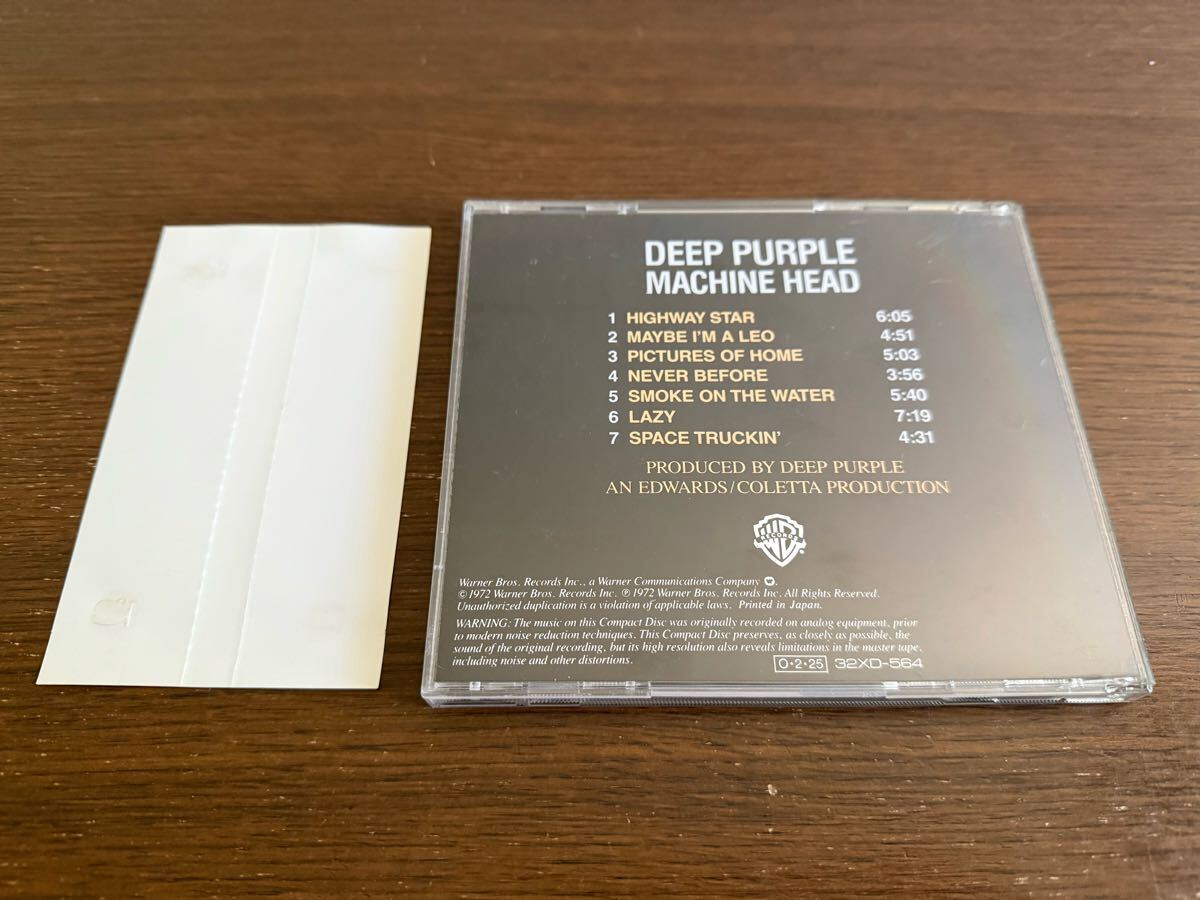 DEEP PURPLE
MACHINE HEAD
1 HIGHWAY STAR 6:05
2 MAYBE I'M A LEO 4:51
3 PICTURES OF HOME 5:03
4 NEVER BEFORE 3:56
5 SMOKE ON THE WATER 5:40
6 LAZY 7:19
7 SPACE TRUCKIN' 4:31
PRODUCED BY DEEP PURPLE
AN EDWARDS/COLETTA PRODUCTION
WB
RECORDS
Warner Bros. Records Inc., a Warner Communications Company.
© 1972 Warner Bros. Records Inc. ℗ 1972 Warner Bros. Records Inc. All Rights Reserved.
Unauthorized duplication is a violation of applicable laws. Printed in Japan.
WARNING: The music on this Compact Disc was originally recorded on analog equipment, prior
to modern noise reduction techniques. This Compact Disc preserves, as closely as possible, the
sound of the original recording, but its high resolution also reveals limitations in the master tape,
including noise and other distortions.
O·2·25 32XD-564